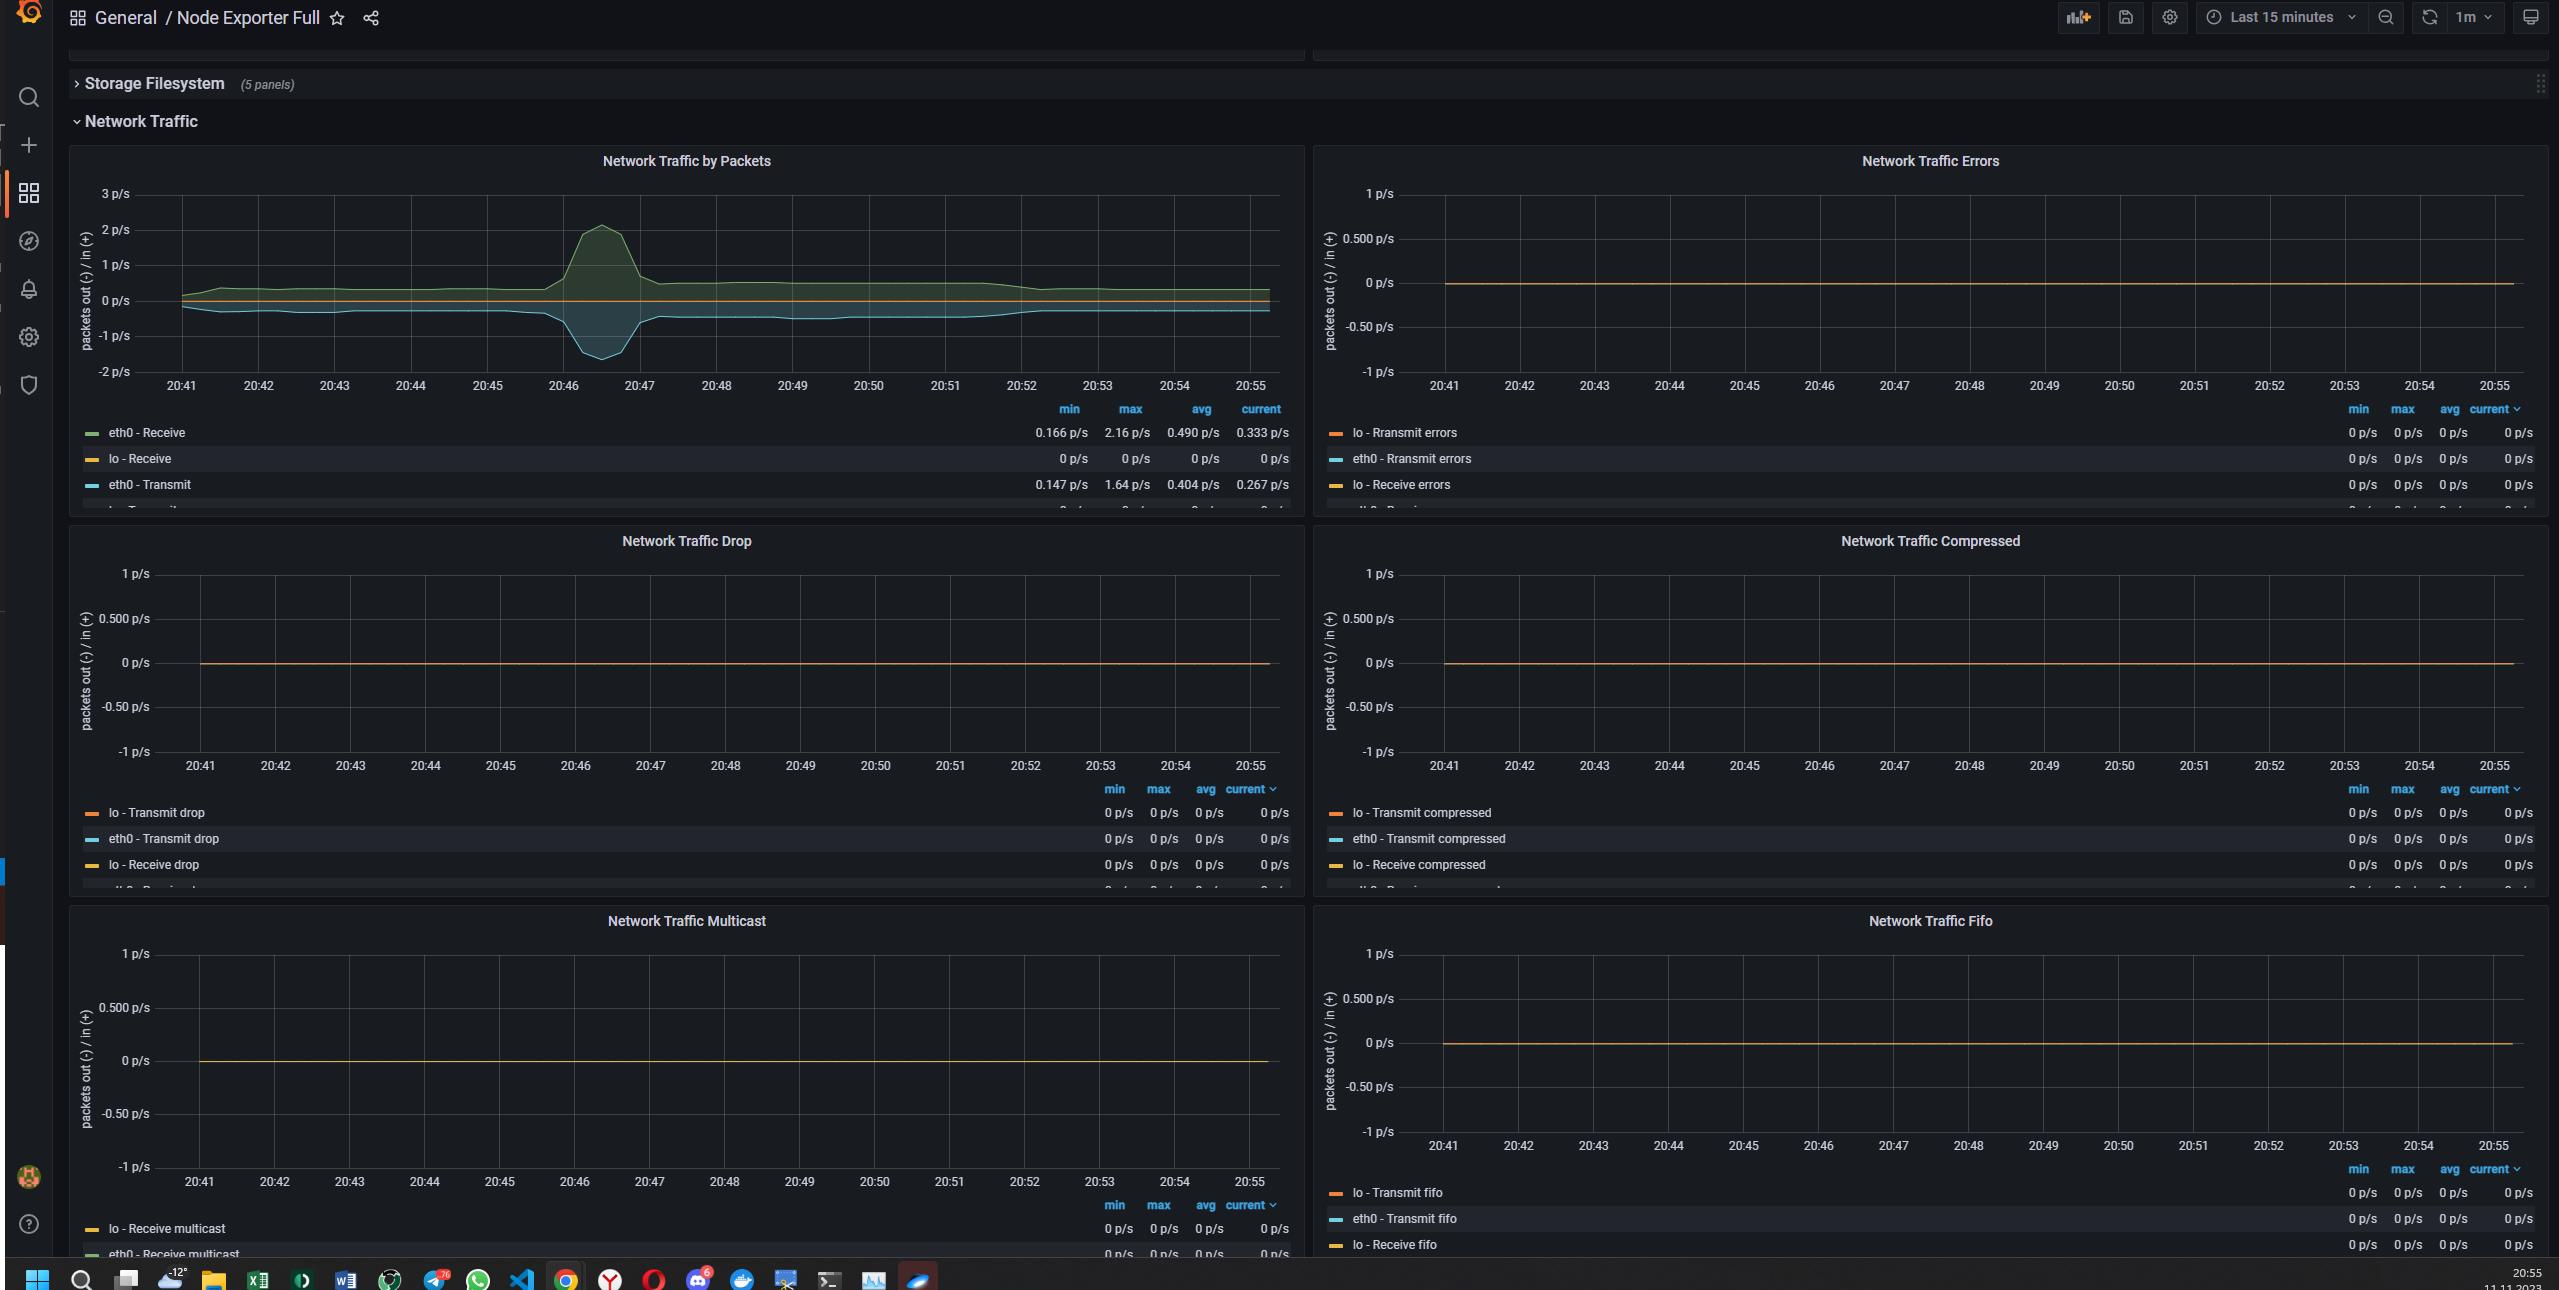 General / Node Exporter Full
Last 15 minutes
1m
Storage Filesystem (5 panels)
Network Traffic
Network Traffic by Packets
packets out (-) / in (+)
3 p/s
2 p/s
1 p/s
0 p/s
-1 p/s
-2 p/s
20:41 20:42 20:43 20:44 20:45 20:46 20:47 20:48 20:49 20:50 20:51 20:52 20:53 20:54 20:55
min max avg current
eth0 - Receive 0.166 p/s 2.16 p/s 0.490 p/s 0.333 p/s
lo - Receive 0 p/s 0 p/s 0 p/s 0 p/s
eth0 - Transmit 0.147 p/s 1.64 p/s 0.404 p/s 0.267 p/s
Network Traffic Errors
packets out (-) / in (+)
1 p/s
0.500 p/s
0 p/s
-0.50 p/s
-1 p/s
20:41 20:42 20:43 20:44 20:45 20:46 20:47 20:48 20:49 20:50 20:51 20:52 20:53 20:54 20:55
min max avg current
lo - Rransmit errors 0 p/s 0 p/s 0 p/s 0 p/s
eth0 - Rransmit errors 0 p/s 0 p/s 0 p/s 0 p/s
lo - Receive errors 0 p/s 0 p/s 0 p/s 0 p/s
Network Traffic Drop
packets out (-) / in (+)
1 p/s
0.500 p/s
0 p/s
-0.50 p/s
-1 p/s
20:41 20:42 20:43 20:44 20:45 20:46 20:47 20:48 20:49 20:50 20:51 20:52 20:53 20:54 20:55
min max avg current
lo - Transmit drop 0 p/s 0 p/s 0 p/s 0 p/s
eth0 - Transmit drop 0 p/s 0 p/s 0 p/s 0 p/s
lo - Receive drop 0 p/s 0 p/s 0 p/s 0 p/s
Network Traffic Compressed
packets out (-) / in (+)
1 p/s
0.500 p/s
0 p/s
-0.50 p/s
-1 p/s
20:41 20:42 20:43 20:44 20:45 20:46 20:47 20:48 20:49 20:50 20:51 20:52 20:53 20:54 20:55
min max avg current
lo - Transmit compressed 0 p/s 0 p/s 0 p/s 0 p/s
eth0 - Transmit compressed 0 p/s 0 p/s 0 p/s 0 p/s
lo - Receive compressed 0 p/s 0 p/s 0 p/s 0 p/s
Network Traffic Multicast
packets out (-) / in (+)
1 p/s
0.500 p/s
0 p/s
-0.50 p/s
-1 p/s
20:41 20:42 20:43 20:44 20:45 20:46 20:47 20:48 20:49 20:50 20:51 20:52 20:53 20:54 20:55
min max avg current
lo - Receive multicast 0 p/s 0 p/s 0 p/s 0 p/s
eth0 - Receive multicast 0 p/s 0 p/s 0 p/s 0 p/s
Network Traffic Fifo
packets out (-) / in (+)
1 p/s
0.500 p/s
0 p/s
-0.50 p/s
-1 p/s
20:41 20:42 20:43 20:44 20:45 20:46 20:47 20:48 20:49 20:50 20:51 20:52 20:53 20:54 20:55
min max avg current
lo - Transmit fifo 0 p/s 0 p/s 0 p/s 0 p/s
eth0 - Transmit fifo 0 p/s 0 p/s 0 p/s 0 p/s
lo - Receive fifo 0 p/s 0 p/s 0 p/s 0 p/s
-12°
76
6
20:55
11.11.2023